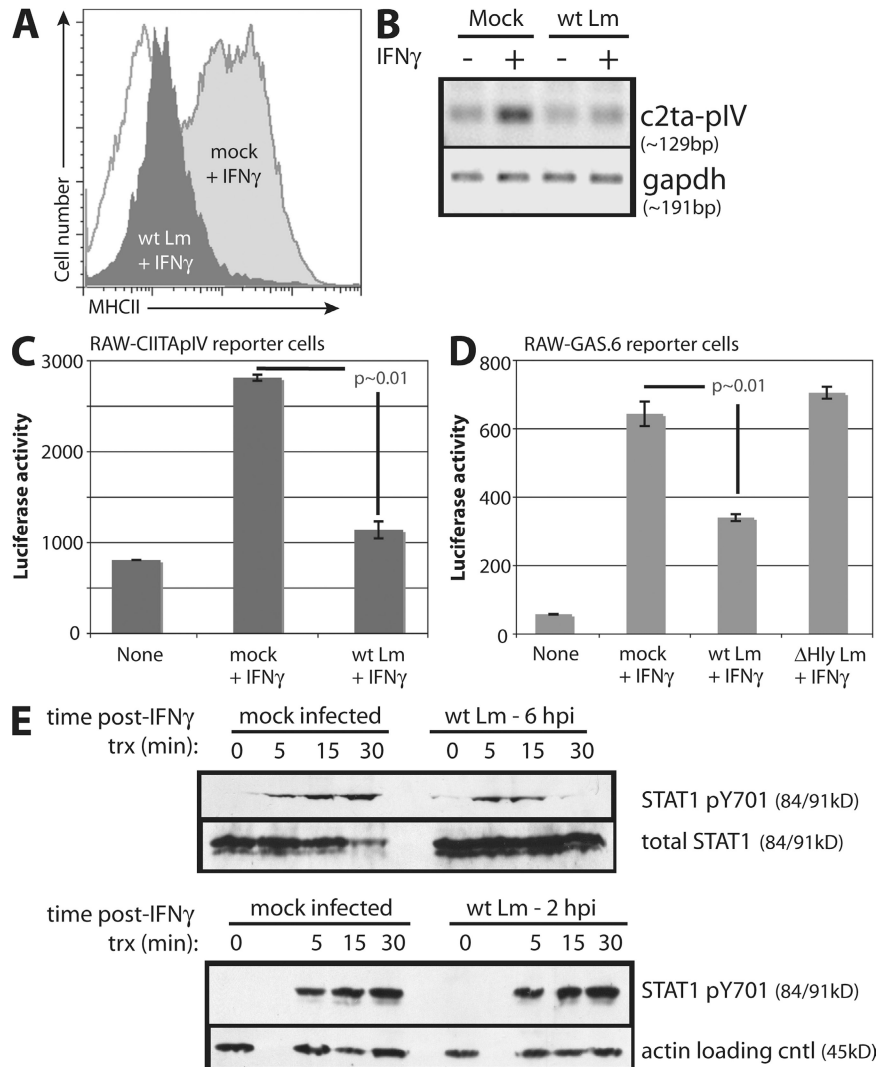 A
Cell number
mock
+ IFNγ
wt Lm
+ IFNγ
MHCII
B
Mock wt Lm
IFNγ - + - +
c2ta-pIV
(~129bp)
gapdh
(~191bp)
C
RAW-CIITApIV reporter cells
Luciferase activity
3000
2000
1000
0
p~0.01
None
mock
+ IFNγ
wt Lm
+ IFNγ
D
RAW-GAS.6 reporter cells
Luciferase activity
800
600
400
200
0
p~0.01
None
mock
+ IFNγ
wt Lm
+ IFNγ
ΔHly Lm
+ IFNγ
E
time post-IFNγ mock infected wt Lm - 6 hpi
trx (min): 0 5 15 30 0 5 15 30
STAT1 pY701 (84/91kD)
total STAT1 (84/91kD)
time post-IFNγ mock infected wt Lm - 2 hpi
trx (min): 0 5 15 30 0 5 15 30
STAT1 pY701 (84/91kD)
actin loading cntl (45kD)